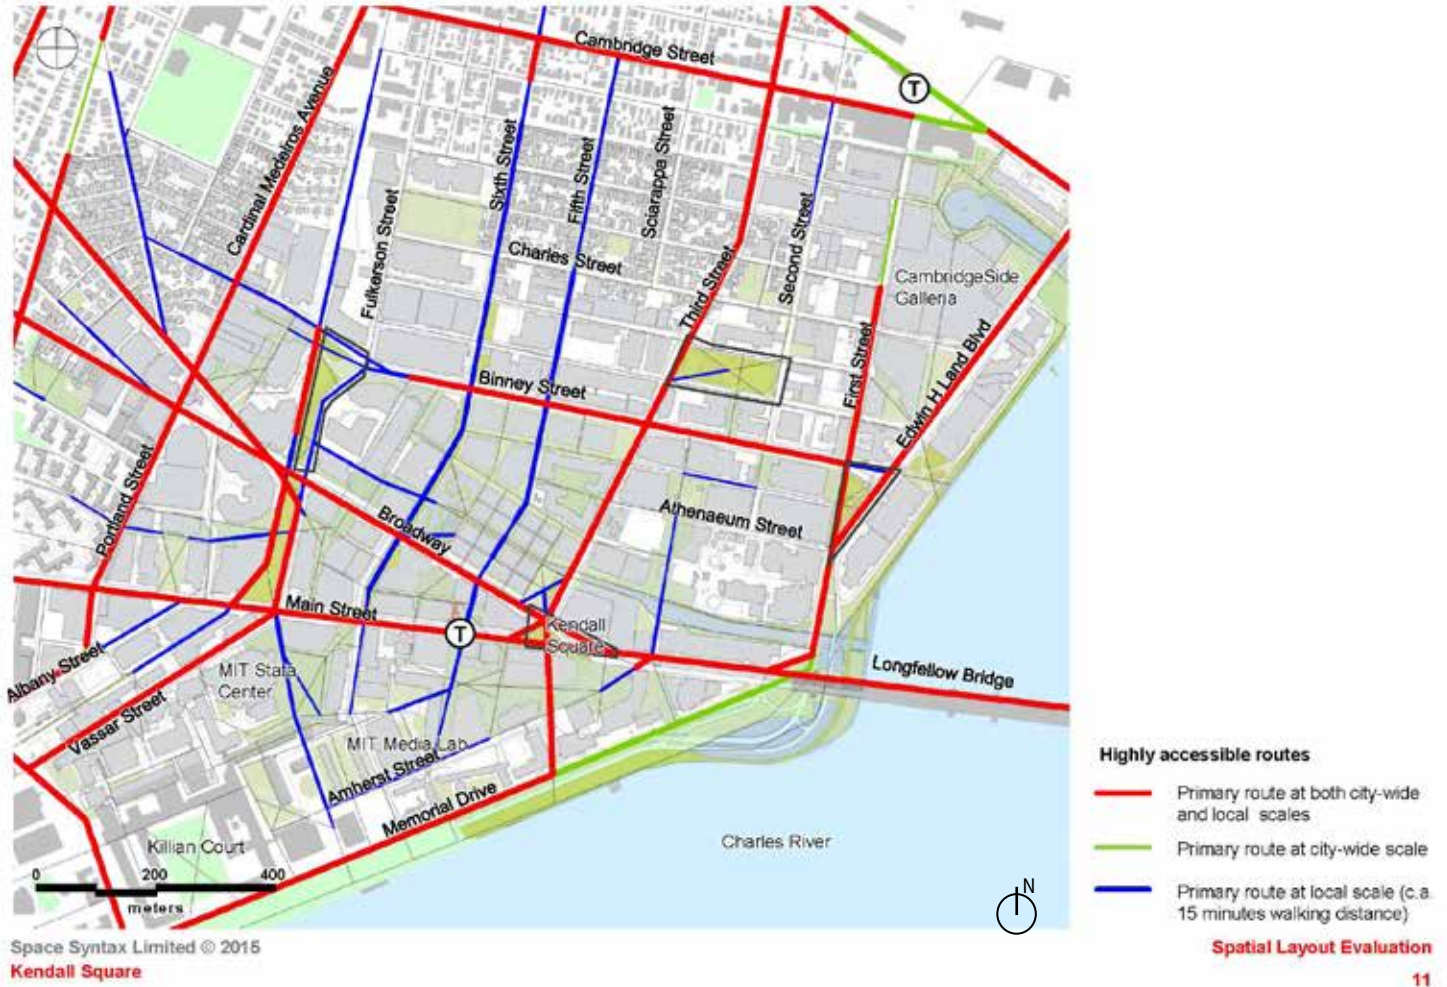 Cambridge Street
T
Cardinal Medeiros Avenue
Sixth Street
Fifth Street
Sciarappa Street
Fulkerson Street
Second Street
Charles Street
Third Street
CambridgeSide
Galleria
First Street
Edwin H Land Blvd
Binney Street
Portland Street
Athenaeum Street
Broadway
Main Street
T
Kendall
Square
Longfellow Bridge
Albany Street
MIT Stata
Center
Vassar Street
MIT Media Lab
Amherst Street
Memorial Drive
Killian Court
Charles River
0 200 400
meters
N
Highly accessible routes
Primary route at both city-wide
and local scales
Primary route at city-wide scale
Primary route at local scale (c.a.
15 minutes walking distance)
Space Syntax Limited © 2015
Kendall Square
Spatial Layout Evaluation
11